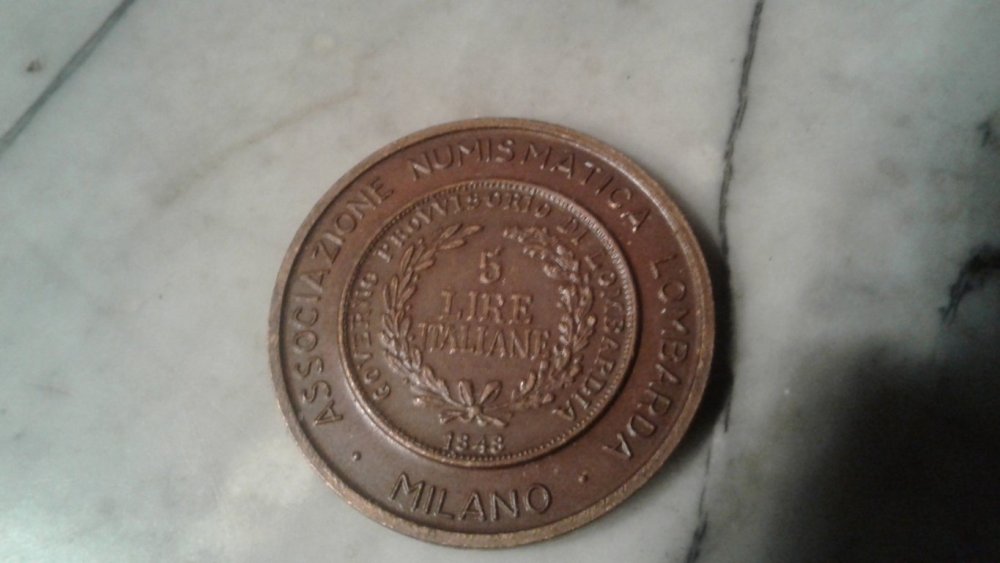 ASSOCIAZIONE NUMISMATICA LOMBARDA
· MILANO ·
GOVERNO PROVVISORIO DI LOMBARDIA
5
LIRE
ITALIANE
1848